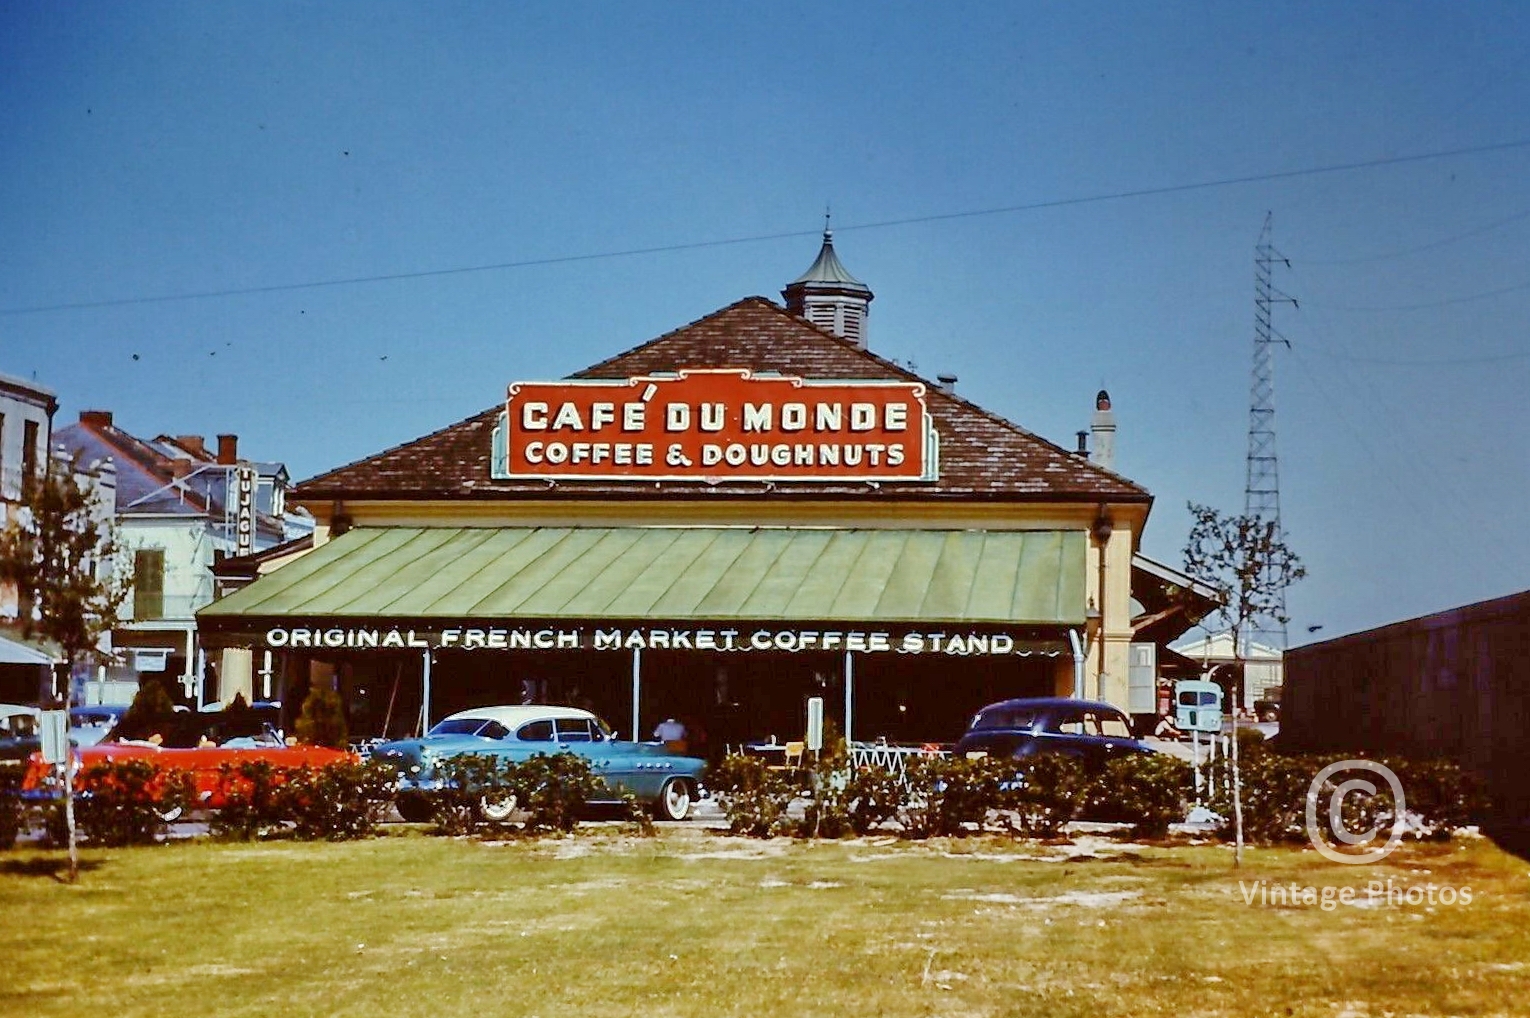 CAFÉ DU MONDE
COFFEE & DOUGHNUTS
TUJAGUE
ORIGINAL FRENCH MARKET COFFEE STAND
©
Vintage Photos